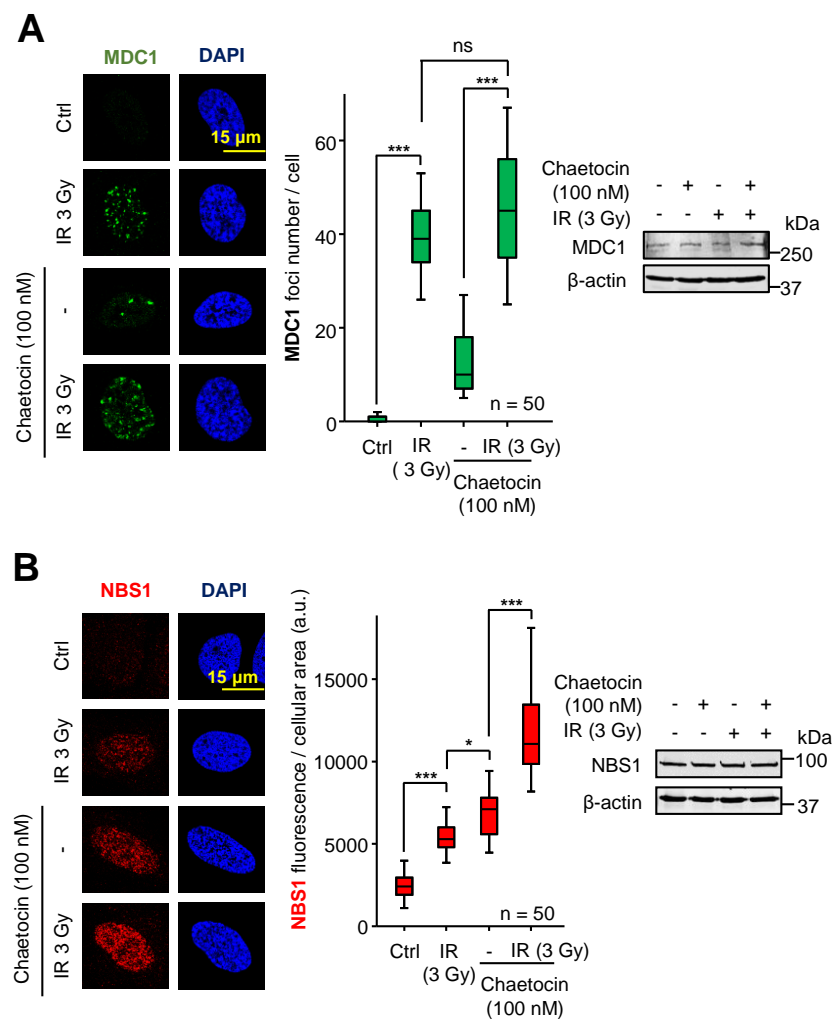 A
MDC1
DAPI
Ctrl
15 µm
IR 3 Gy
-
IR 3 Gy
Chaetocin (100 nM)
MDC1 foci number / cell
60
40
20
0
***
ns
***
n = 50
Ctrl
IR
( 3 Gy)
-
IR (3 Gy)
Chaetocin
(100 nM)
Chaetocin
(100 nM)
- + - +
IR (3 Gy)
- - + +
kDa
MDC1
250
β-actin
37
B
NBS1
DAPI
Ctrl
15 µm
IR 3 Gy
-
IR 3 Gy
Chaetocin (100 nM)
NBS1 fluorescence / cellular area (a.u.)
15000
10000
5000
0
***
*
***
n = 50
Ctrl
IR
(3 Gy)
-
IR (3 Gy)
Chaetocin
(100 nM)
Chaetocin
(100 nM)
- + - +
IR (3 Gy)
- - + +
kDa
NBS1
100
β-actin
37